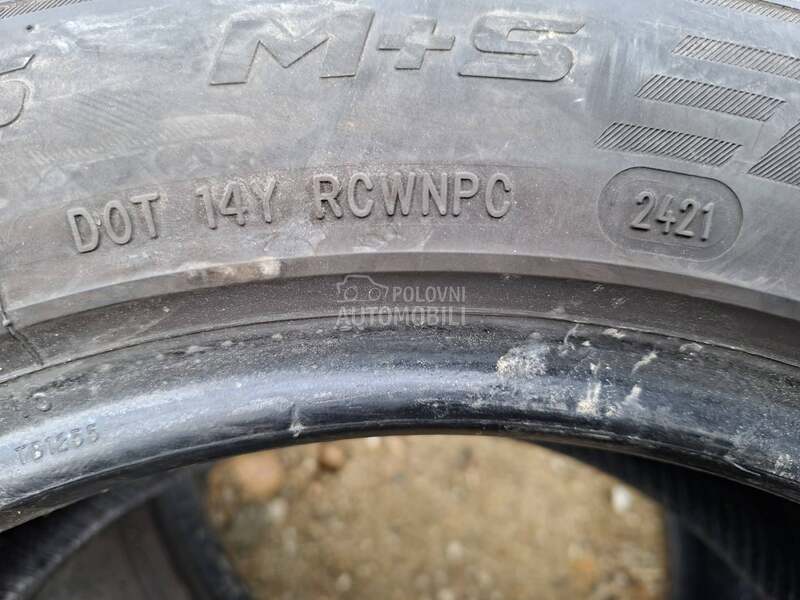 M+S
DOT 14Y RCWNPC 2421
POLOVNI
AUTOMOBILI